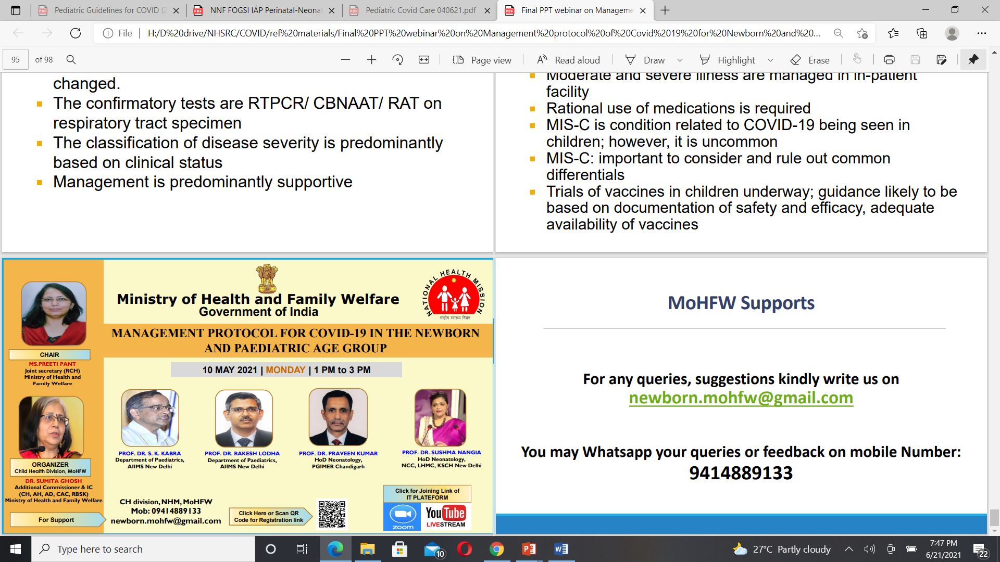 Pediatric Guidelines for COVID (2
NNF FOGSI IAP Perinatal-Neonat
Pediatric Covid Care 040621.pdf
Final PPT webinar on Manageme
File
H:/D%20drive/NHSRC/COVID/ref%20materials/Final%20PPT%20webinar%20on%20Management%20protocol%20of%20Covid%2019%20for%20Newborn%20and%20...
95 of 98
Page view
Read aloud
Draw
Highlight
Erase
changed.
The confirmatory tests are RTPCR/ CBNAAT/ RAT on
respiratory tract specimen
The classification of disease severity is predominantly
based on clinical status
Management is predominantly supportive
Moderate and severe illness are managed in in-patient
facility
Rational use of medications is required
MIS-C is condition related to COVID-19 being seen in
children; however, it is uncommon
MIS-C: important to consider and rule out common
differentials
Trials of vaccines in children underway; guidance likely to be
based on documentation of safety and efficacy, adequate
availability of vaccines
Ministry of Health and Family Welfare
Government of India
NATIONAL HEALTH MISSION
राष्ट्रीय स्वास्थ्य मिशन
MANAGEMENT PROTOCOL FOR COVID-19 IN THE NEWBORN
AND PAEDIATRIC AGE GROUP
10 MAY 2021 | MONDAY | 1 PM to 3 PM
CHAIR
MS.PREETI PANT
Joint secretary (RCH)
Ministry of Health and
Family Welfare
ORGANIZER
Child Health Division, MoHFW
DR. SUMITA GHOSH
Additional Commissioner & IC
(CH, AH, AD, CAC, RBSK)
Ministry of Health and Family Welfare
For Support
PROF. DR. S. K. KABRA
Department of Paediatrics,
AIIMS New Delhi
PROF. DR. RAKESH LODHA
Department of Paediatrics,
AIIMS New Delhi
PROF. DR. PRAVEEN KUMAR
HoD Neonatology,
PGIMER Chandigarh
PROF. DR. SUSHMA NANGIA
HoD Neonatology,
NCC, LHMC, KSCH New Delhi
CH division, NHM, MoHFW
Mob: 09414889133
newborn.mohfw@gmail.com
Click Here or Scan QR
Code for Registration link
Click for Joining Link of
IT PLATEFORM
zoom
YouTube
LIVESTREAM
MoHFW Supports
For any queries, suggestions kindly write us on
newborn.mohfw@gmail.com
You may Whatsapp your queries or feedback on mobile Number:
9414889133
Type here to search
10
27°C Partly cloudy
7:47 PM
6/21/2021
22